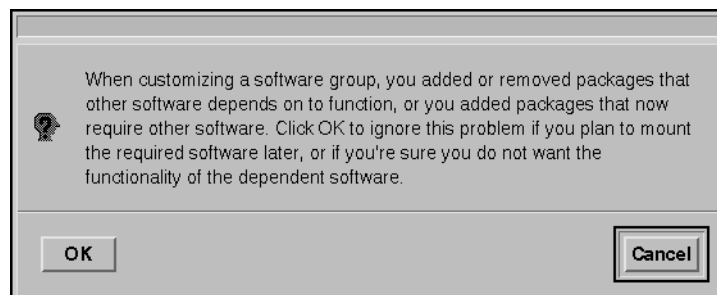 When customizing a software group, you added or removed packages that
other software depends on to function, or you added packages that now
require other software. Click OK to ignore this problem if you plan to mount
the required software later, or if you're sure you do not want the
functionality of the dependent software.
OK
Cancel